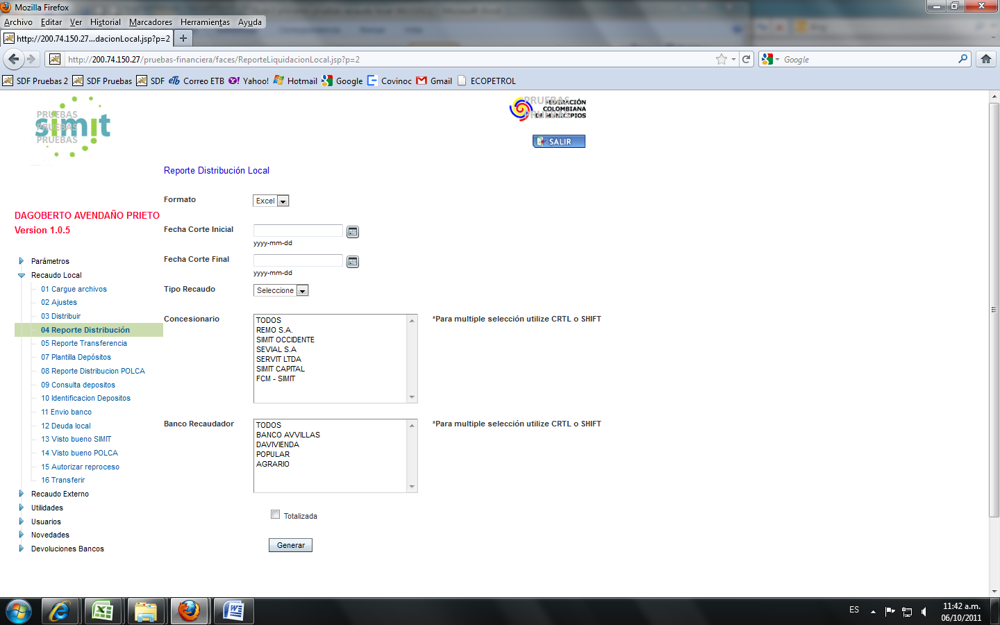 Mozilla Firefox
Archivo Editar Ver Historial Marcadores Herramientas Ayuda
http://200.74.150.27...dacionLocal.jsp?p=2
http://200.74.150.27/pruebas-financiera/faces/ReporteLiquidacionLocal.jsp?p=2
Google
SDF Pruebas 2 SDF Pruebas SDF Correo ETB Yahoo! Hotmail Google Covinoc Gmail ECOPETROL
PRUEBAS
simit
PRUEBAS
PRUEBAS
PRUEBAS
FEDERACIÓN
COLOMBIANA
DE MUNICIPIOS
SALIR
Reporte Distribución Local
DAGOBERTO AVENDAÑO PRIETO
Version 1.0.5
Parámetros
Recaudo Local
01 Cargue archivos
02 Ajustes
03 Distribuir
04 Reporte Distribución
05 Reporte Transferencia
07 Plantilla Depósitos
08 Reporte Distribucion POLCA
09 Consulta depositos
10 Identificacion Depositos
11 Envio banco
12 Deuda local
13 Visto bueno SIMIT
14 Visto bueno POLCA
15 Autorizar reproceso
16 Transferir
Recaudo Externo
Utilidades
Usuarios
Novedades
Devoluciones Bancos
Formato Excel
Fecha Corte Inicial
yyyy-mm-dd
Fecha Corte Final
yyyy-mm-dd
Tipo Recaudo Seleccione
Concesionario
TODOS
REMO S.A.
SIMIT OCCIDENTE
SEVIAL S.A
SERVIT LTDA
SIMIT CAPITAL
FCM - SIMIT
*Para multiple selección utilize CRTL o SHIFT
Banco Recaudador
TODOS
BANCO AVVILLAS
DAVIVIENDA
POPULAR
AGRARIO
*Para multiple selección utilize CRTL o SHIFT
Totalizada
Generar
ES
11:42 a.m.
06/10/2011